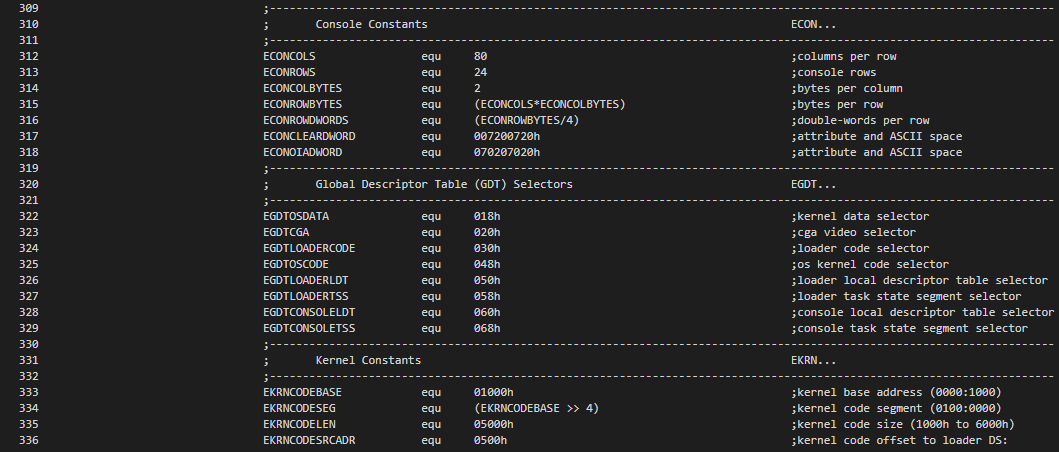 309 ;-----------------------------------------------------------------------------------------------------------------------
310 ; Console Constants ECON...
311 ;-----------------------------------------------------------------------------------------------------------------------
312 ECONCOLS equ 80 ;columns per row
313 ECONROWS equ 24 ;console rows
314 ECONCOLBYTES equ 2 ;bytes per column
315 ECONROWBYTES equ (ECONCOLS*ECONCOLBYTES) ;bytes per row
316 ECONROWDWORDS equ (ECONROWBYTES/4) ;double-words per row
317 ECONCLEARDWORD equ 007200720h ;attribute and ASCII space
318 ECONOIADWORD equ 070207020h ;attribute and ASCII space
319 ;-----------------------------------------------------------------------------------------------------------------------
320 ; Global Descriptor Table (GDT) Selectors EGDT...
321 ;-----------------------------------------------------------------------------------------------------------------------
322 EGDTOSDATA equ 018h ;kernel data selector
323 EGDTCGA equ 020h ;cga video selector
324 EGDTLOADERCODE equ 030h ;loader code selector
325 EGDTOSCODE equ 048h ;os kernel code selector
326 EGDTLOADERLDT equ 050h ;loader local descriptor table selector
327 EGDTLOADERTSS equ 058h ;loader task state segment selector
328 EGDTCONSOLELDT equ 060h ;console local descriptor table selector
329 EGDTCONSOLETSS equ 068h ;console task state segment selector
330 ;-----------------------------------------------------------------------------------------------------------------------
331 ; Kernel Constants EKRN...
332 ;-----------------------------------------------------------------------------------------------------------------------
333 EKRNCODEBASE equ 01000h ;kernel base address (0000:1000)
334 EKRNCODESEG equ (EKRNCODEBASE >> 4) ;kernel code segment (0100:0000)
335 EKRNCODELEN equ 05000h ;kernel code size (1000h to 6000h)
336 EKRNCODESRCADR equ 0500h ;kernel code offset to loader DS: